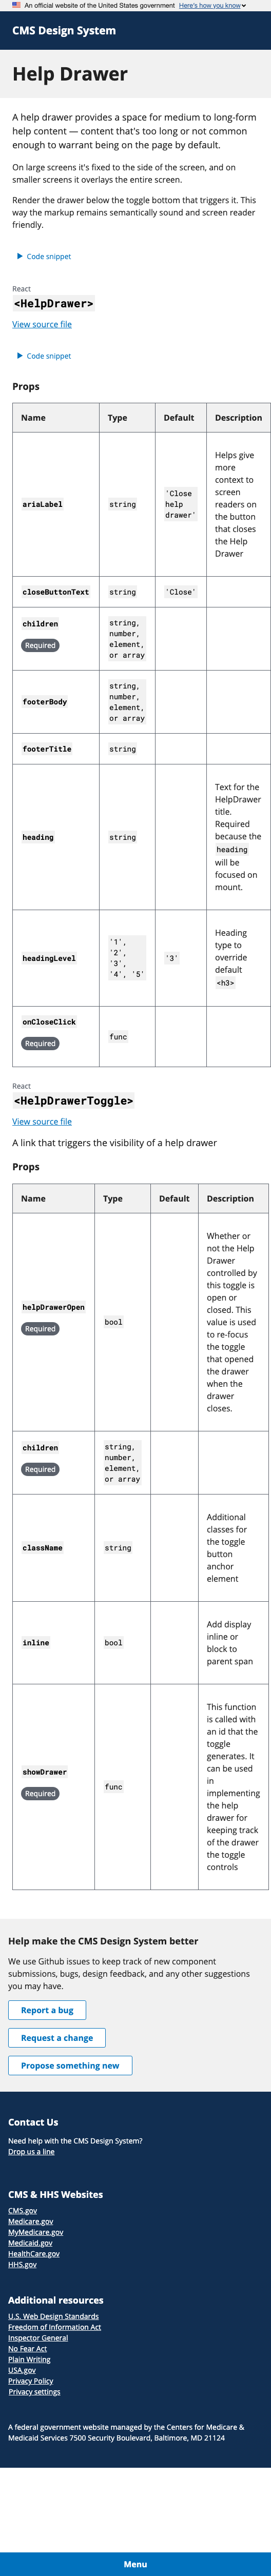 An official website of the United States government Here's how you know
CMS Design System
Help Drawer
A help drawer provides a space for medium to long-form
help content — content that's too long or not common
enough to warrant being on the page by default.
On large screens it's fixed to the side of the screen, and on
smaller screens it overlays the entire screen.
Render the drawer below the toggle bottom that triggers it. This
way the markup remains semantically sound and screen reader
friendly.
Code snippet
React
<HelpDrawer>
View source file
Code snippet
Props
Name Type Default Description
ariaLabel string 'Close help drawer' Helps give more context to screen readers on the button that closes the Help Drawer
closeButtonText string 'Close'
children Required string, number, element, or array
footerBody string, number, element, or array
footerTitle string
heading string Text for the HelpDrawer title. Required because the heading will be focused on mount.
headingLevel '1', '2', '3', '4', '5' '3' Heading type to override default <h3>
onCloseClick Required func
React
<HelpDrawerToggle>
View source file
A link that triggers the visibility of a help drawer
Props
Name Type Default Description
helpDrawerOpen Required bool Whether or not the Help Drawer controlled by this toggle is open or closed. This value is used to re-focus the toggle that opened the drawer when the drawer closes.
children Required string, number, element, or array
className string Additional classes for the toggle button anchor element
inline bool Add display inline or block to parent span
showDrawer Required func This function is called with an id that the toggle generates. It can be used in implementing the help drawer for keeping track of the drawer the toggle controls
Help make the CMS Design System better
We use Github issues to keep track of new component
submissions, bugs, design feedback, and any other suggestions
you may have.
Report a bug
Request a change
Propose something new
Contact Us
Need help with the CMS Design System?
Drop us a line
CMS & HHS Websites
CMS.gov
Medicare.gov
MyMedicare.gov
Medicaid.gov
HealthCare.gov
HHS.gov
Additional resources
U.S. Web Design Standards
Freedom of Information Act
Inspector General
No Fear Act
Plain Writing
USA.gov
Privacy Policy
Privacy settings
A federal government website managed by the Centers for Medicare &
Medicaid Services 7500 Security Boulevard, Baltimore, MD 21124
Menu